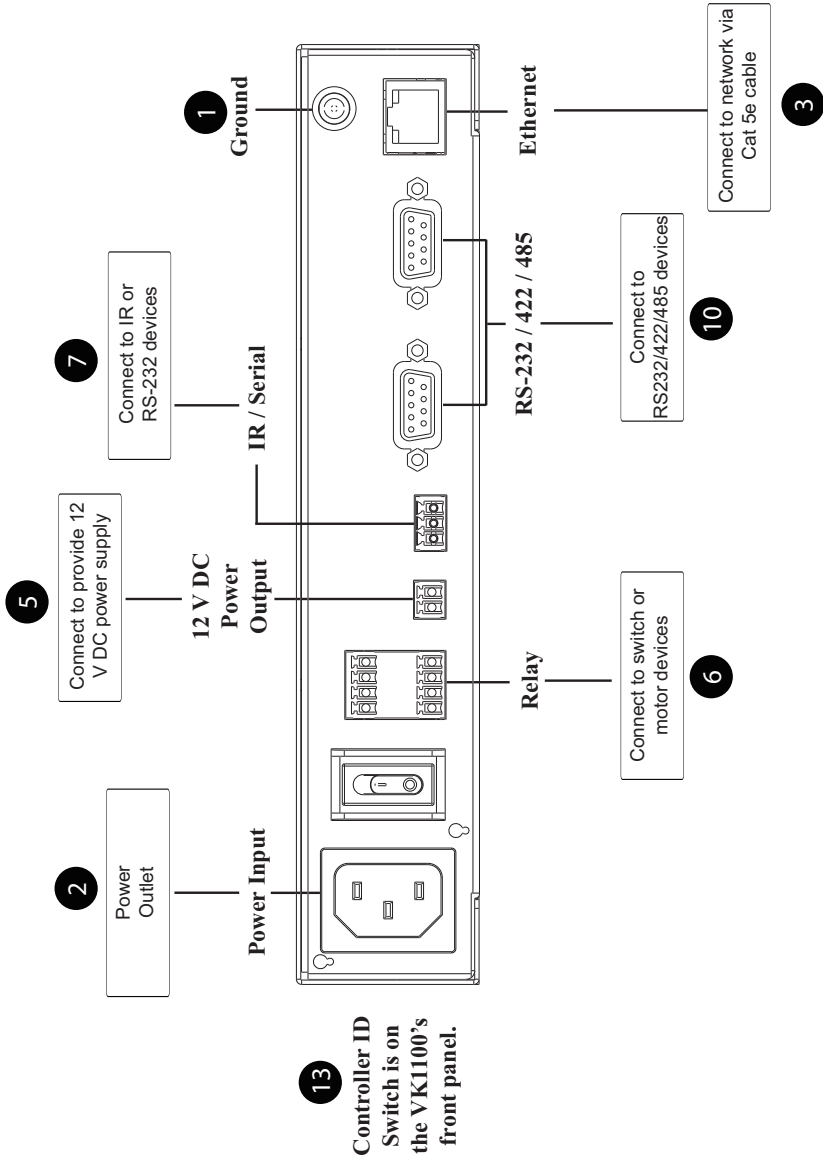 13
Controller ID
Switch is on
the VK1100's
front panel.
2
Power
Outlet
Power Input
5
Connect to provide 12
V DC power supply
12 V DC
Power
Output
7
Connect to IR or
RS-232 devices
IR / Serial
1
Ground
Relay
Connect to switch or
motor devices
6
RS-232 / 422 / 485
Connect to
RS232/422/485 devices
10
Ethernet
Connect to network via
Cat 5e cable
3